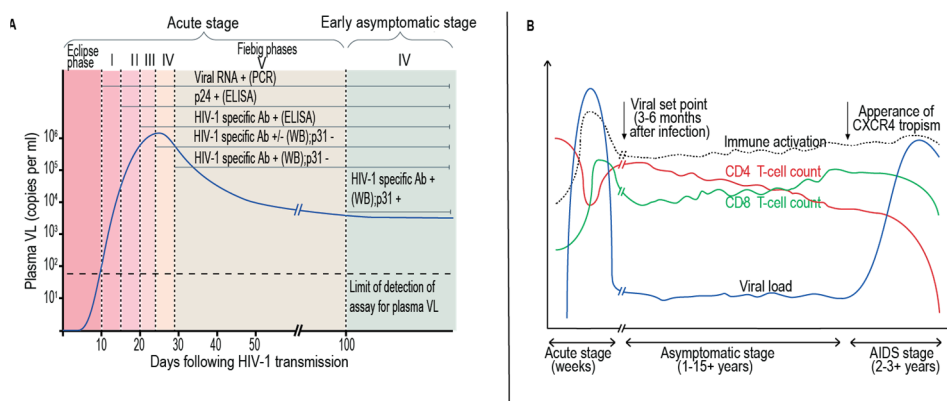 A
Acute stage
Early asymptomatic stage
Eclipse
phase
Fiebig phases
I
II
III
IV
V
IV
Viral RNA + (PCR)
p24 + (ELISA)
HIV-1 specific Ab + (ELISA)
HIV-1 specific Ab +/- (WB);p31 -
HIV-1 specific Ab + (WB);p31 -
HIV-1 specific Ab +
(WB);p31 +
Limit of detection of
assay for plasma VL
Plasma VL (copies per ml)
10⁶
10⁵
10⁴
10³
10²
10¹
10
20
30
40
50
100
Days following HIV-1 transmission
B
Viral set point
(3-6 months
after infection)
Apperance of
CXCR4 tropism
Immune activation
CD4 T-cell count
CD8 T-cell count
Viral load
Acute stage
(weeks)
Asymptomatic stage
(1-15+ years)
AIDS stage
(2-3+ years)